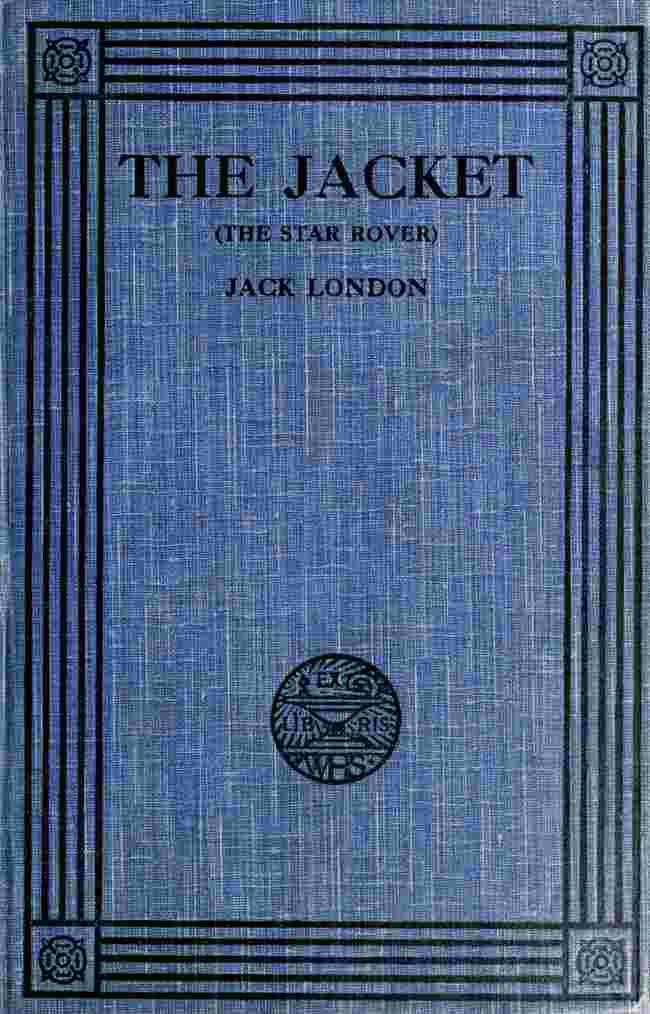 THE JACKET
(THE STAR ROVER)
JACK LONDON
EX
LIBRIS